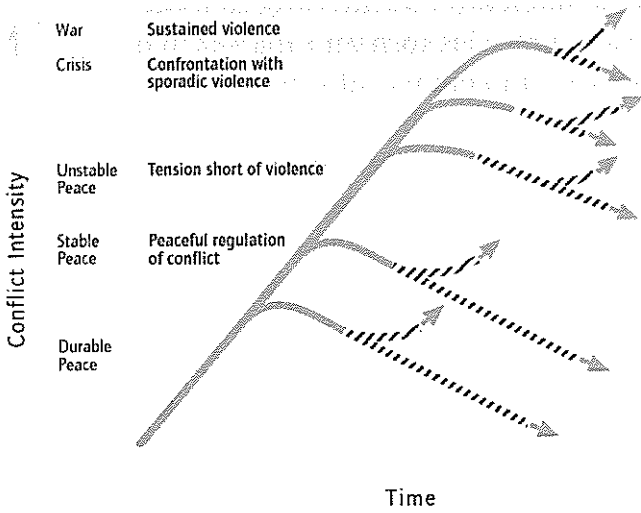 War Sustained violence
Crisis Confrontation with
sporadic violence
Unstable Tension short of violence
Peace
Stable Peaceful regulation
Peace of conflict
Durable
Peace
Conflict Intensity
Time